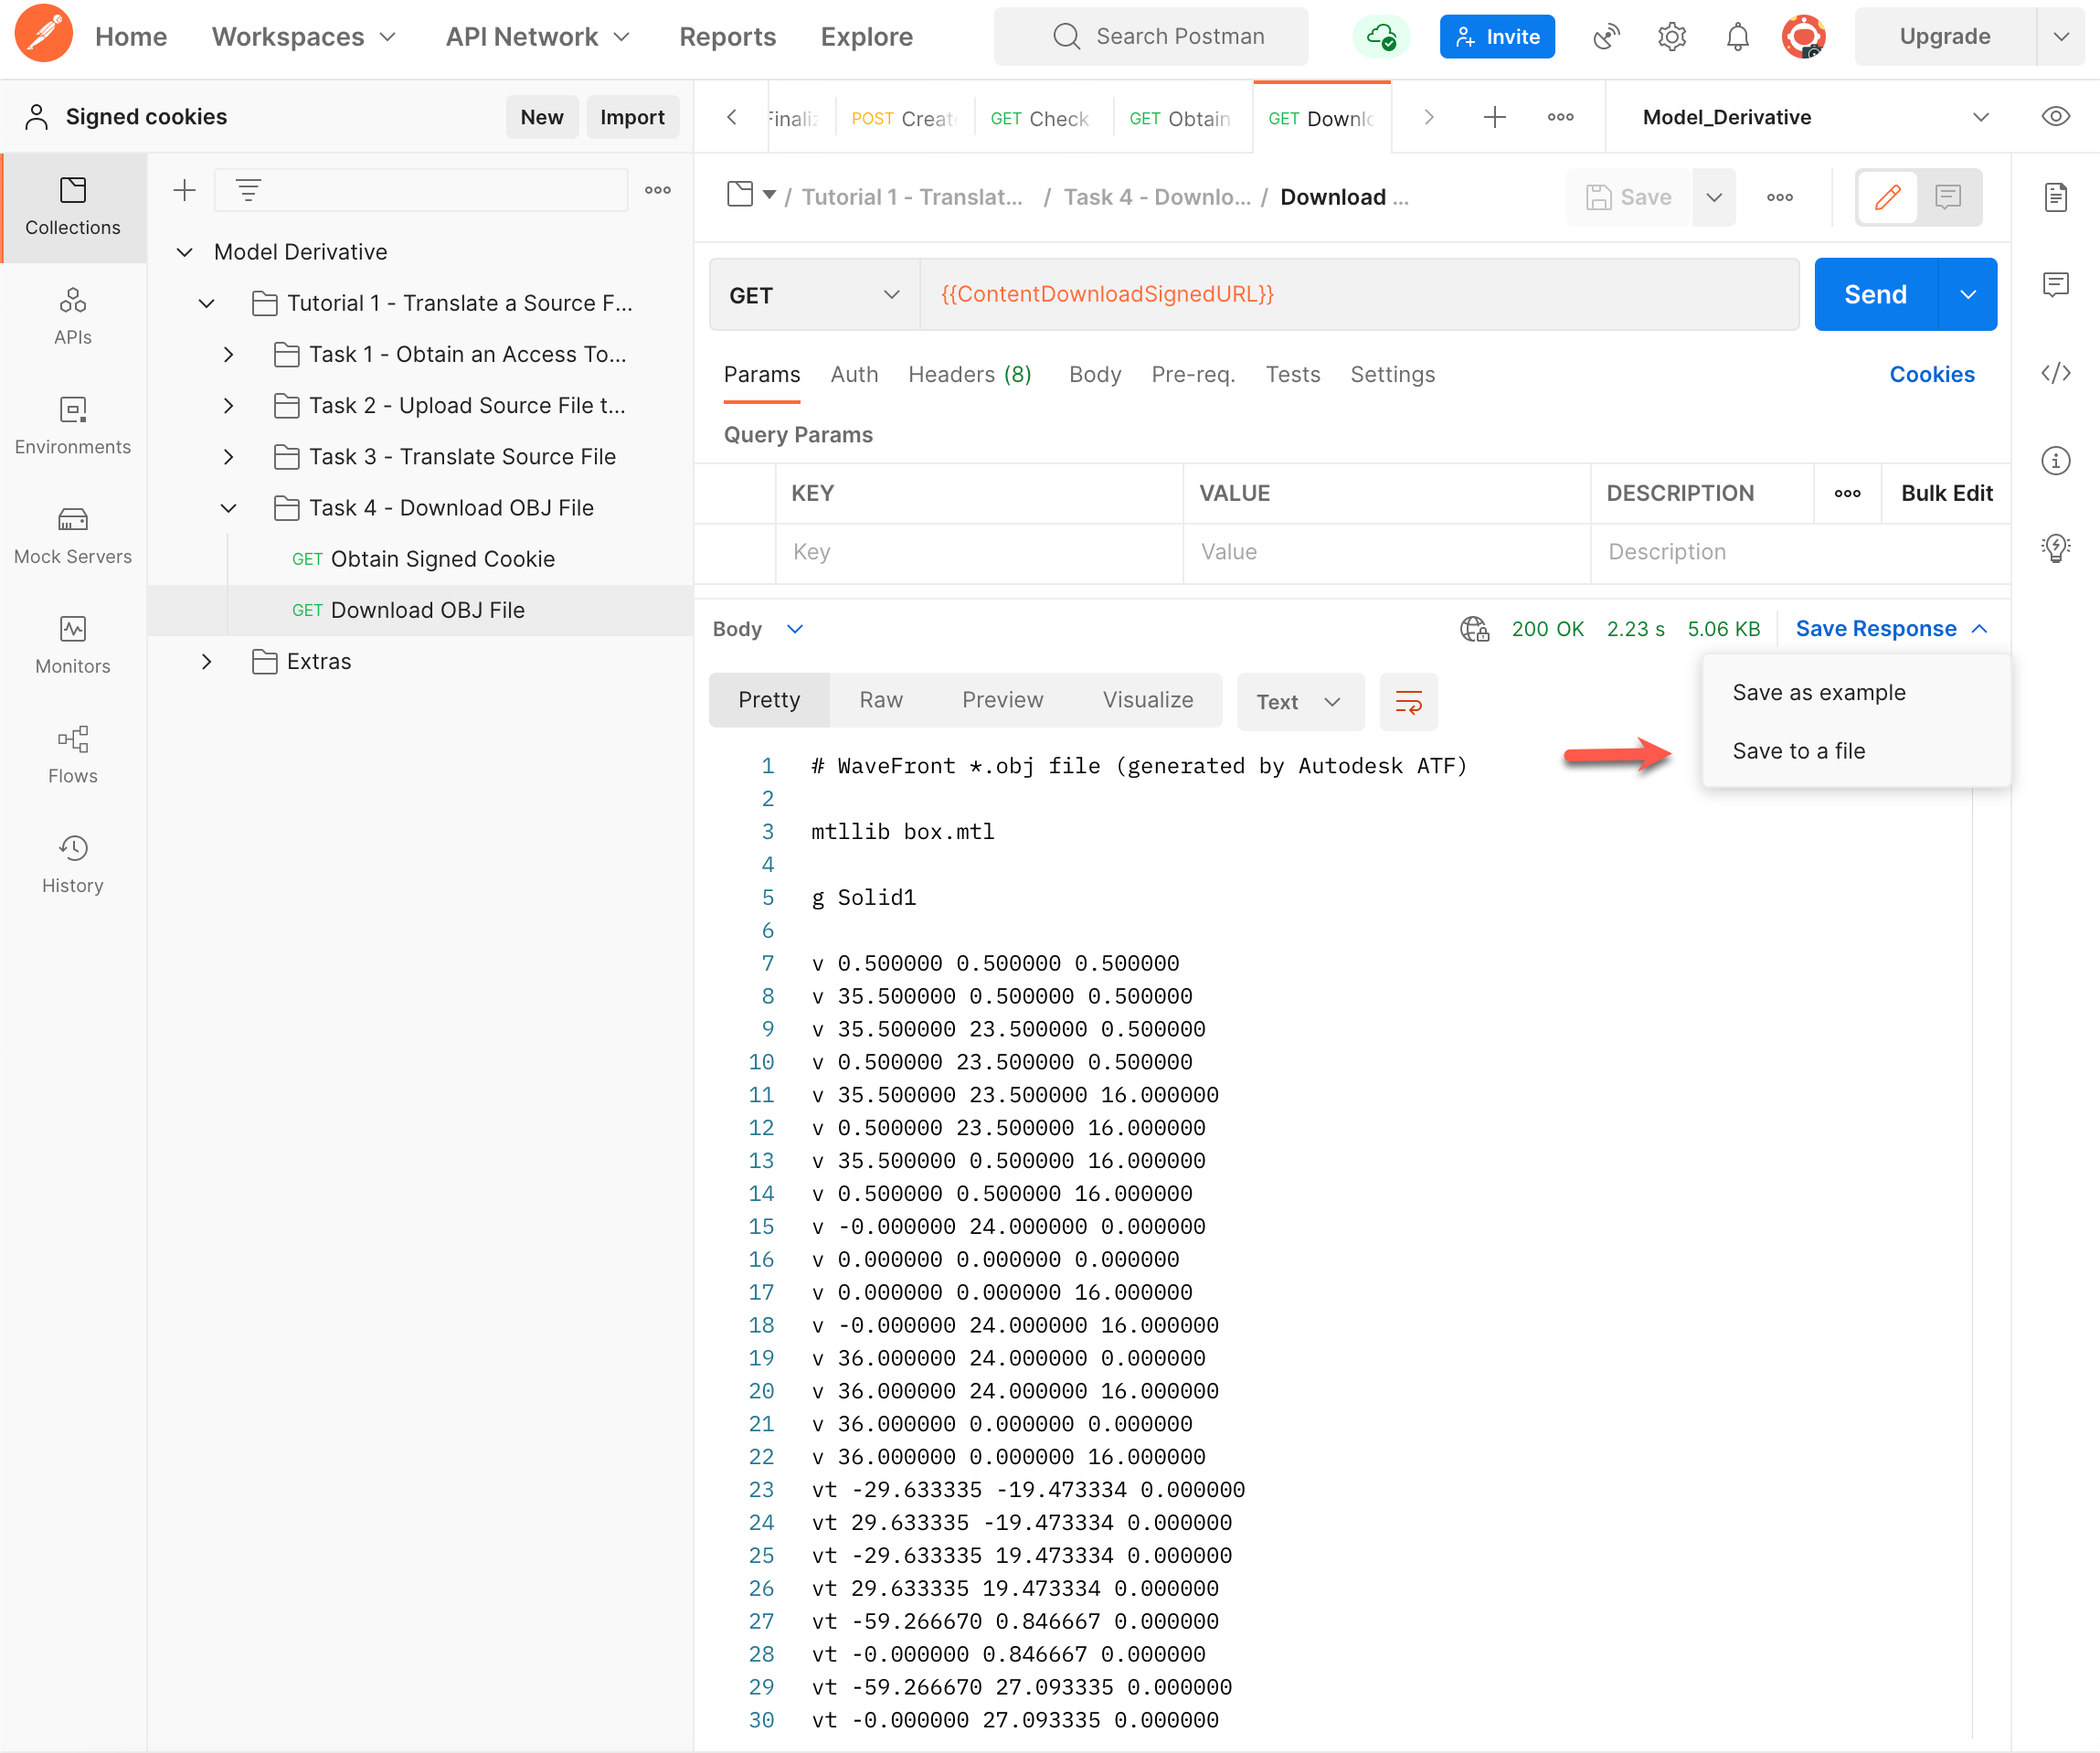 Home Workspaces API Network Reports Explore Search Postman Invite Upgrade
Signed cookies New Import
Finaliz POST Creat GET Check GET Obtain GET Downlo Model_Derivative
Collections
APIs
Environments
Mock Servers
Monitors
Flows
History
Model Derivative
Tutorial 1 - Translate a Source F...
Task 1 - Obtain an Access To...
Task 2 - Upload Source File t...
Task 3 - Translate Source File
Task 4 - Download OBJ File
GET Obtain Signed Cookie
GET Download OBJ File
Extras
/ Tutorial 1 - Translat... / Task 4 - Downlo... / Download ... Save
GET {{ContentDownloadSignedURL}} Send
Params Auth Headers (8) Body Pre-req. Tests Settings Cookies
Query Params
KEY VALUE DESCRIPTION Bulk Edit
Key Value Description
Body 200 OK 2.23 s 5.06 KB Save Response
Save as example
Save to a file
Pretty Raw Preview Visualize Text
1 # WaveFront *.obj file (generated by Autodesk ATF)
2
3 mtllib box.mtl
4
5 g Solid1
6
7 v 0.500000 0.500000 0.500000
8 v 35.500000 0.500000 0.500000
9 v 35.500000 23.500000 0.500000
10 v 0.500000 23.500000 0.500000
11 v 35.500000 23.500000 16.000000
12 v 0.500000 23.500000 16.000000
13 v 35.500000 0.500000 16.000000
14 v 0.500000 0.500000 16.000000
15 v -0.000000 24.000000 0.000000
16 v 0.000000 0.000000 0.000000
17 v 0.000000 0.000000 16.000000
18 v -0.000000 24.000000 16.000000
19 v 36.000000 24.000000 0.000000
20 v 36.000000 24.000000 16.000000
21 v 36.000000 0.000000 0.000000
22 v 36.000000 0.000000 16.000000
23 vt -29.633335 -19.473334 0.000000
24 vt 29.633335 -19.473334 0.000000
25 vt -29.633335 19.473334 0.000000
26 vt 29.633335 19.473334 0.000000
27 vt -59.266670 0.846667 0.000000
28 vt -0.000000 0.846667 0.000000
29 vt -59.266670 27.093335 0.000000
30 vt -0.000000 27.093335 0.000000